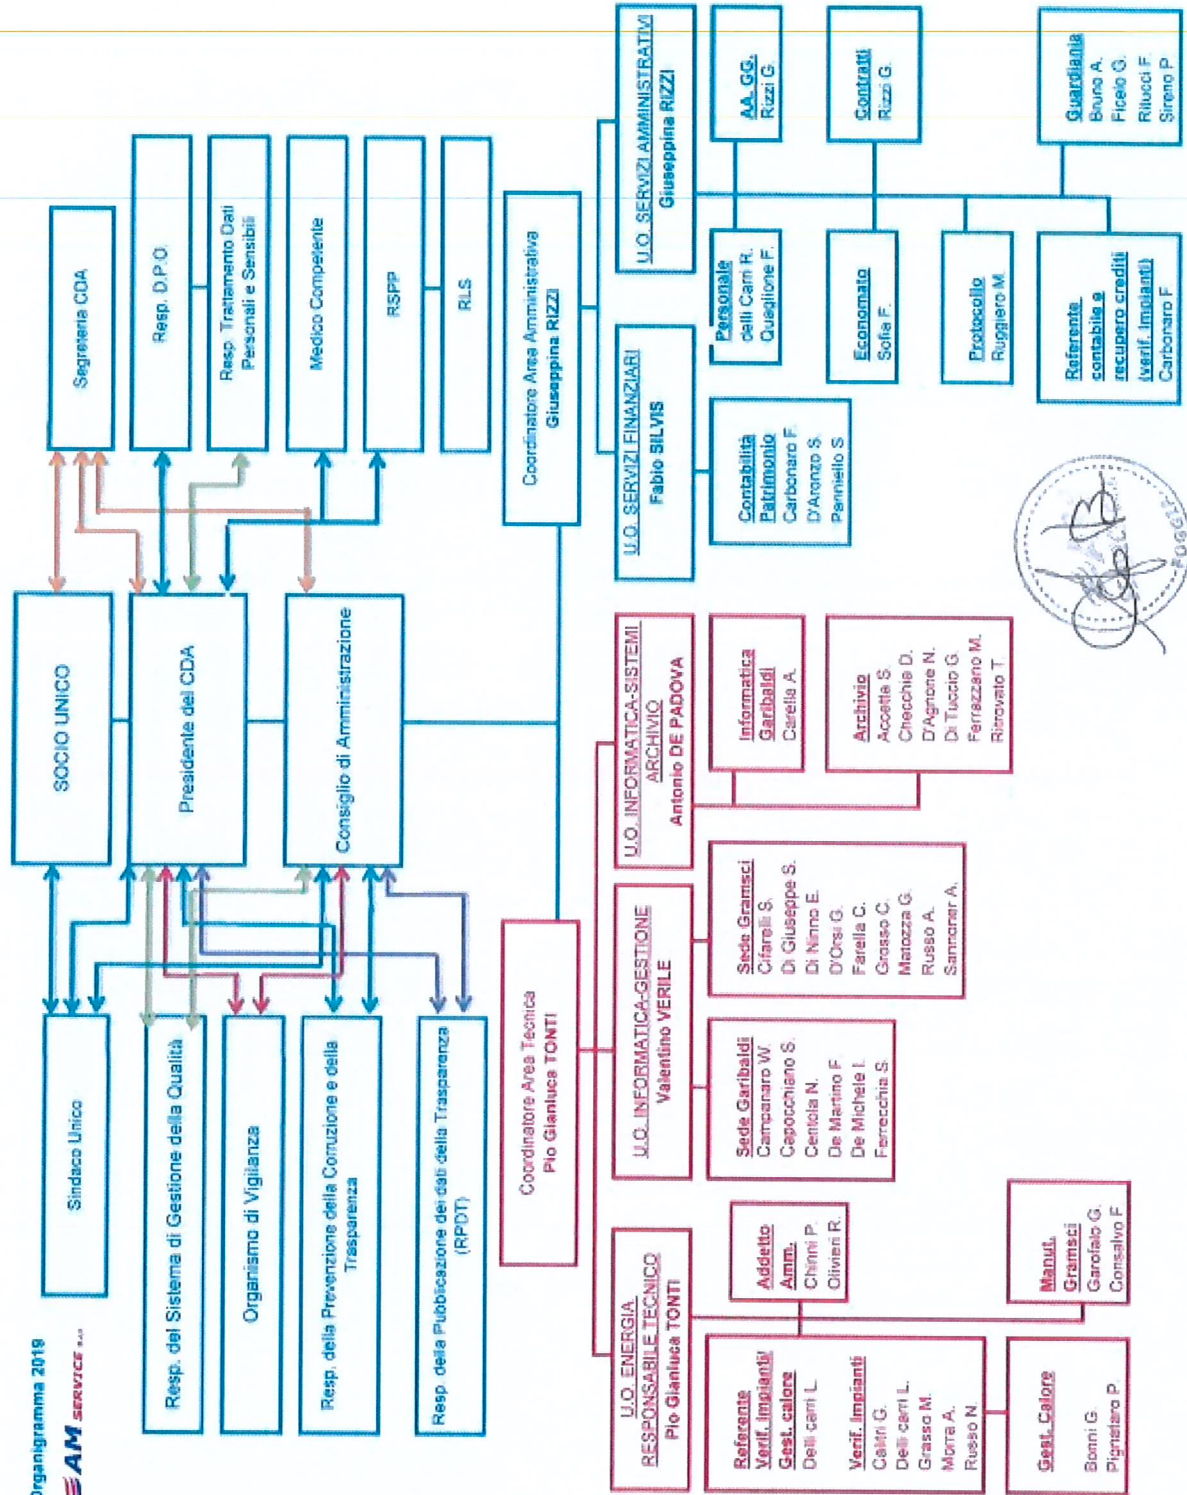 Organigramma 2019
AM SERVICE
SOCIO UNICO
Presidente del CDA
Consiglio di Amministrazione
Sindaco Unico
Resp. del Sistema di Gestione della Qualità
Organismo di Vigilanza
Resp. della Prevenzione della Corruzione e della
Trasparenza
Resp. della Pubblicazione dei dati della Trasparenza
(RPDT)
Segreteria CDA
Resp. D.P.O.
Resp. Trattamento Dati
Personali e Sensibili
Medico Competente
RSPP
RLS
Coordinatore Area Tecnica
Pio Gianluca TONTI
Coordinatore Area Amministrativa
Giuseppina RIZZI
U.O. ENERGIA
RESPONSABILE TECNICO
Pio Gianluca TONTI
Referente
Verif. Impianti/
Gest. calore
Delli carri L.
Verif. Impianti
Calitri G.
Delli carri L.
Grasso M.
Morra A.
Russo N.
Addetto
Amm.
Chinni P.
Olivieri R.
Gest. Calore
Bonni G.
Pignataro P.
Manut.
Gramsci
Garofalo G.
Consalvo F
U.O. INFORMATICA-GESTIONE
Valentino VERILE
Sede Garibaldi
Campanaro W.
Capocchiano S.
Centola N.
De Martino F.
De Michele I.
Ferrecchia S.
Sede Gramsci
Cifarelli S.
Di Giuseppe S.
Di Ninno E.
D'Orsi G.
Farella C.
Grosso C.
Matozza G.
Russo A.
Sannoner A.
U.O. INFORMATICA-SISTEMI
ARCHIVIO
Antonio DE PADOVA
Informatica
Garibaldi
Carella A.
Archivio
Accetta S.
Checchia D.
D'Agnone N.
Di Tuccio G.
Ferrazzano M.
Ritrovato T.
U.O. SERVIZI FINANZIARI
Fabio SILVIS
Contabilità
Patrimonio
Carbonaro F.
D'Aronzo S.
Panniello S
U.O. SERVIZI AMMINISTRATIVI
Giuseppina RIZZI
Personale
delli Carri R.
Quaglione F.
AA. GG.
Rizzi G.
Economato
Sofia F.
Contratti
Rizzi G.
Protocollo
Ruggiero M.
Referente
contabile e
recupero crediti
(verif. Impianti)
Carbonaro F
Guardiania
Bruno A.
Ficelo G.
Rilucci F.
Sireno P
FOGGIA